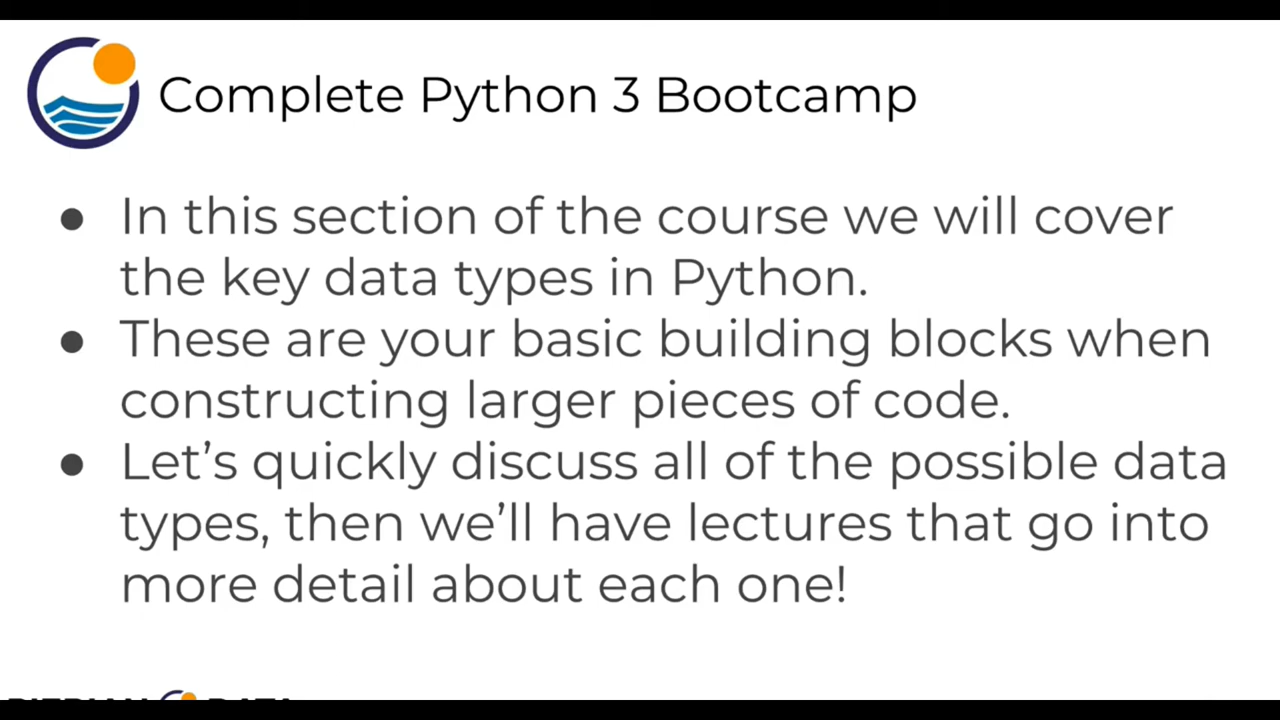 Complete Python 3 Bootcamp
● In this section of the course we will cover
the key data types in Python.
● These are your basic building blocks when
constructing larger pieces of code.
● Let’s quickly discuss all of the possible data
types, then we’ll have lectures that go into
more detail about each one!